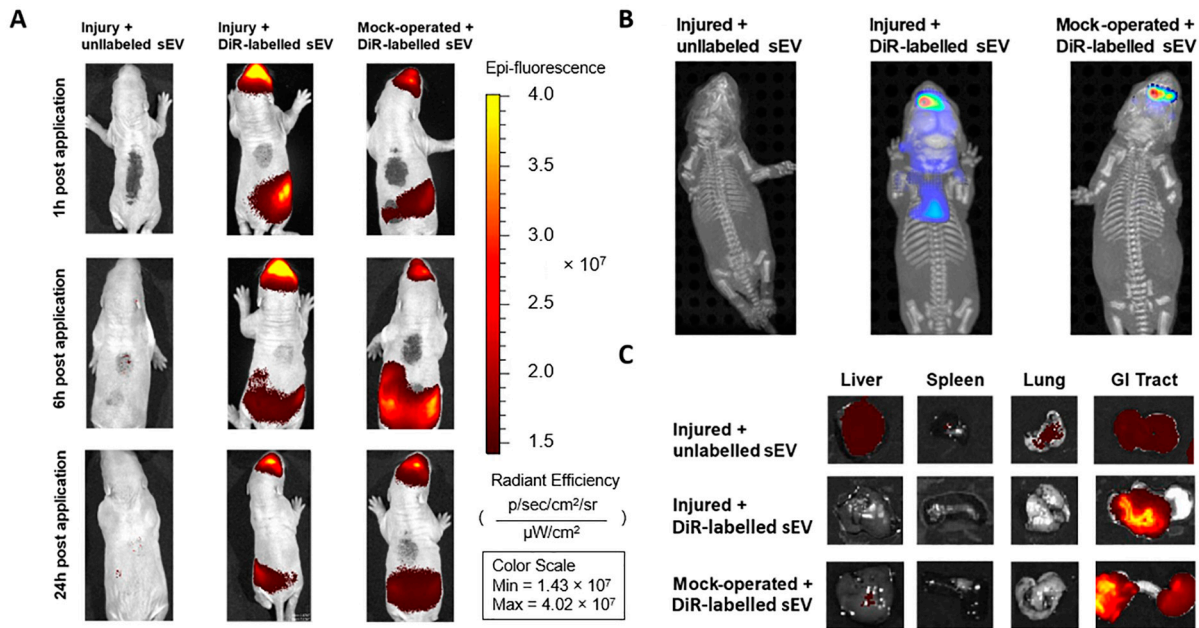 A
Injury +
unllabeled sEV
Injury +
DiR-labelled sEV
Mock-operated +
DiR-labelled sEV
1h post application
6h post application
24h post application
Epi-fluorescence
4.0
3.5
3.0
× 10⁷
2.5
2.0
1.5
Radiant Efficiency
( p/sec/cm²/sr )
µW/cm²
Color Scale
Min = 1.43 × 10⁷
Max = 4.02 × 10⁷
B
Injured +
unllabeled sEV
Injured +
DiR-labelled sEV
Mock-operated +
DiR-labelled sEV
C
Liver Spleen Lung GI Tract
Injured +
unlabelled sEV
Injured +
DiR-labelled sEV
Mock-operated +
DiR-labelled sEV